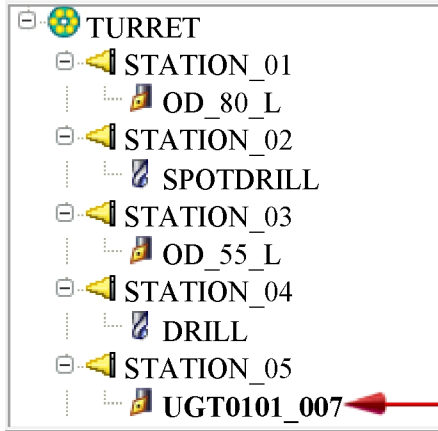 TURRET
STATION_01
OD_80_L
STATION_02
SPOTDRILL
STATION_03
OD_55_L
STATION_04
DRILL
STATION_05
UGT0101_007